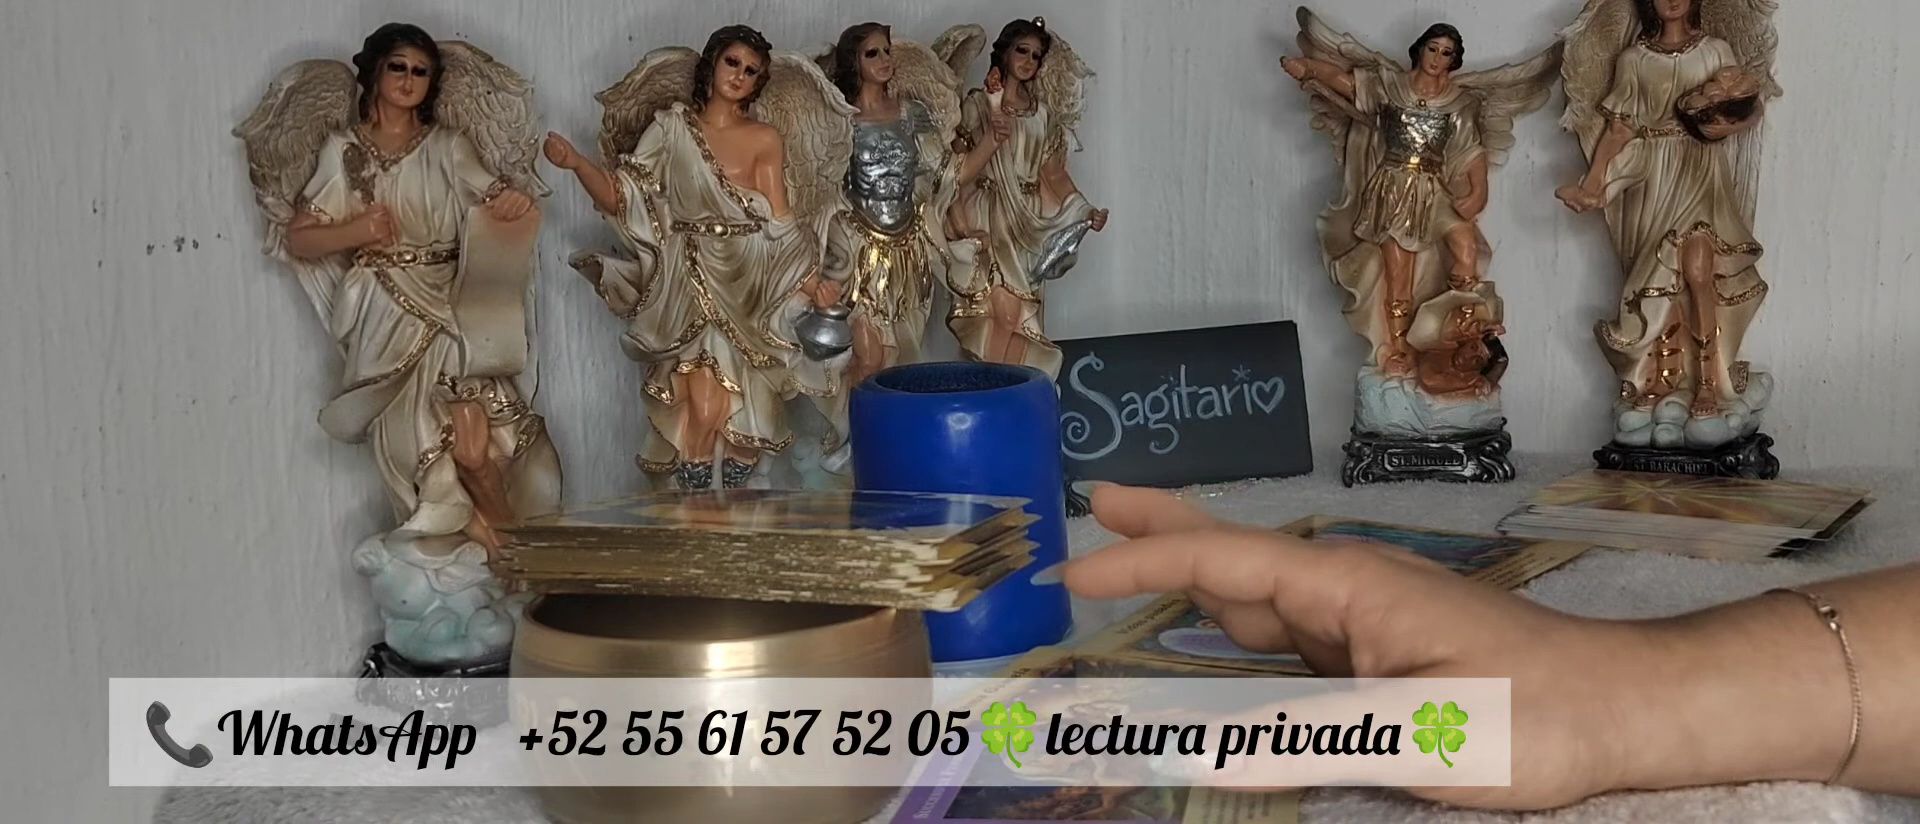 Sagitario
ST.MIGUEL
ST BARACHIEL
📞WhatsApp +52 55 61 57 52 05🍀lectura privada🍀